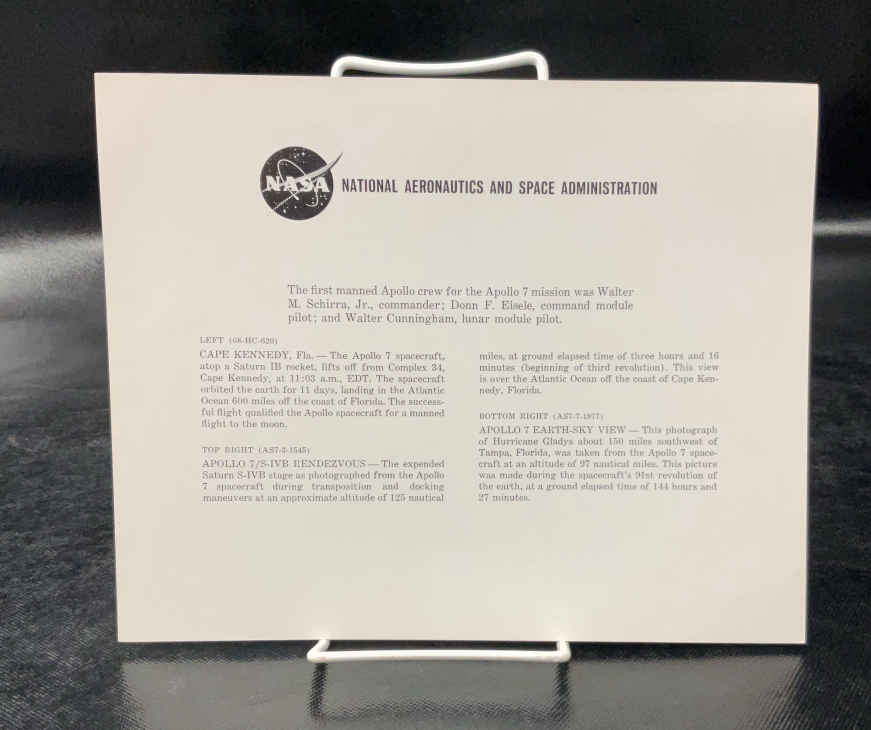 NASA
NATIONAL AERONAUTICS AND SPACE ADMINISTRATION
The first manned Apollo crew for the Apollo 7 mission was Walter
M. Schirra, Jr., commander; Donn F. Eisele, command module
pilot; and Walter Cunningham, lunar module pilot.
LEFT (68-HC-620)
CAPE KENNEDY, Fla. — The Apollo 7 spacecraft,
atop a Saturn IB rocket, lifts off from Complex 34,
Cape Kennedy, at 11:03 a.m., EDT. The spacecraft
orbited the earth for 11 days, landing in the Atlantic
Ocean 600 miles off the coast of Florida. The success-
ful flight qualified the Apollo spacecraft for a manned
flight to the moon.
TOP RIGHT (AS7-3-1545)
APOLLO 7/S-IVB RENDEZVOUS — The expended
Saturn S-IVB stage as photographed from the Apollo
7 spacecraft during transposition and docking
maneuvers at an approximate altitude of 125 nautical
miles, at ground elapsed time of three hours and 16
minutes (beginning of third revolution). This view
is over the Atlantic Ocean off the coast of Cape Ken-
nedy, Florida.
BOTTOM RIGHT (AS7-7-1877)
APOLLO 7 EARTH-SKY VIEW — This photograph
of Hurricane Gladys about 150 miles southwest of
Tampa, Florida, was taken from the Apollo 7 space-
craft at an altitude of 97 nautical miles. This picture
was made during the spacecraft's 91st revolution of
the earth, at a ground elapsed time of 144 hours and
27 minutes.